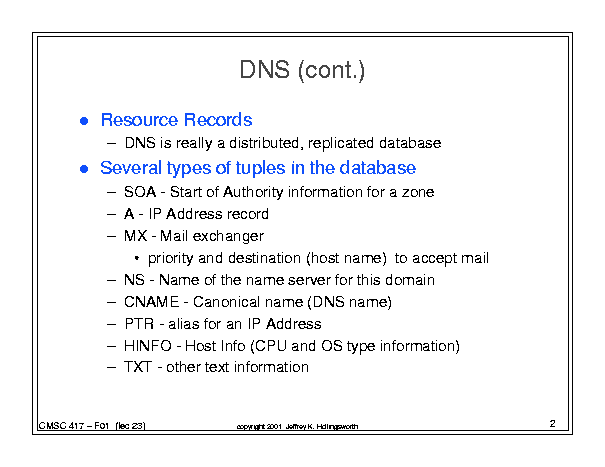 DNS (cont.)
● Resource Records
– DNS is really a distributed, replicated database
● Several types of tuples in the database
– SOA - Start of Authority information for a zone
– A - IP Address record
– MX - Mail exchanger
• priority and destination (host name) to accept mail
– NS - Name of the name server for this domain
– CNAME - Canonical name (DNS name)
– PTR - alias for an IP Address
– HINFO - Host Info (CPU and OS type information)
– TXT - other text information
CMSC 417 – F01 (lec 23)
copyright 2001 Jeffrey K. Hollingsworth
2